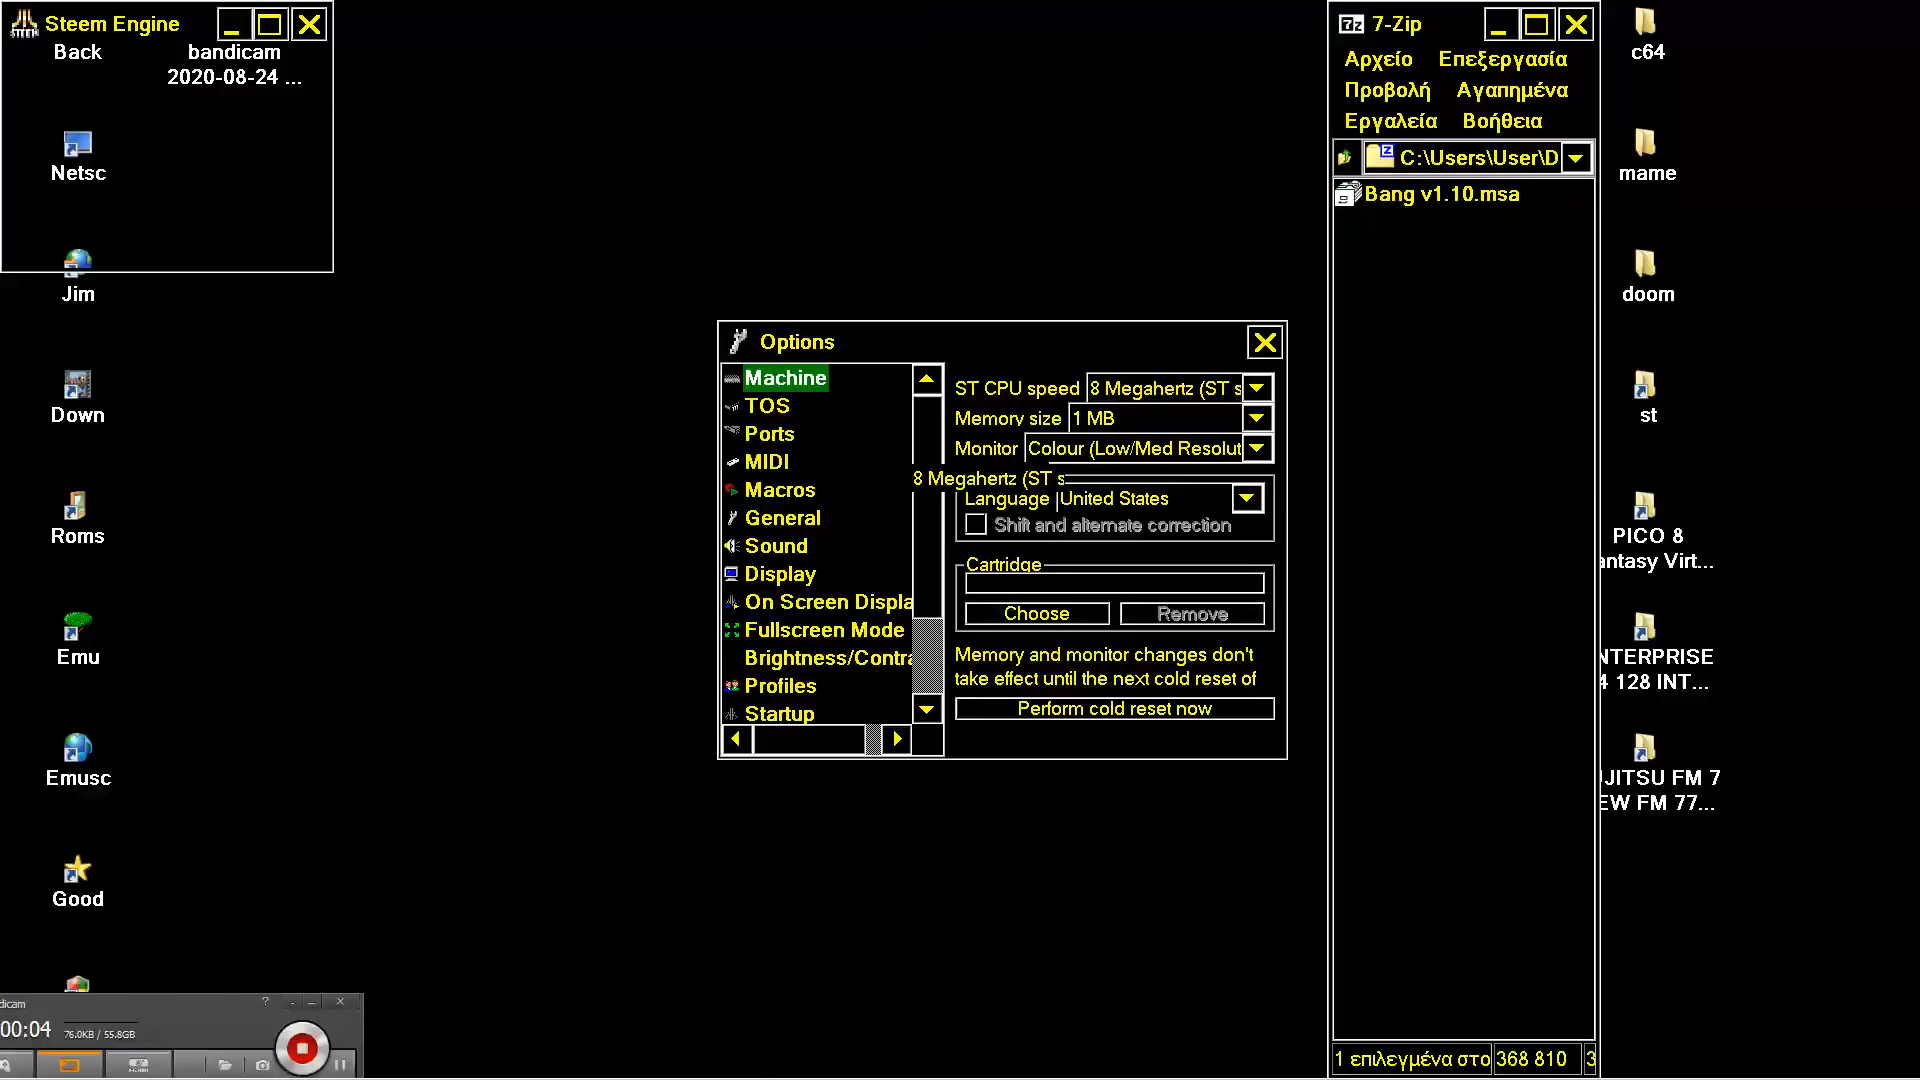 Steem Engine
Back
bandicam
2020-08-24 ...
Netsc
Jim
Down
Roms
Emu
Emusc
Good
Options
Machine
TOS
Ports
MIDI
Macros
General
Sound
Display
On Screen Displa
Fullscreen Mode
Brightness/Contra
Profiles
Startup
ST CPU speed 8 Megahertz (ST s
Memory size 1 MB
Monitor Colour (Low/Med Resolut
8 Megahertz (ST s
Language United States
Shift and alternate correction
Cartridge
Choose Remove
Memory and monitor changes don't
take effect until the next cold reset of
Perform cold reset now
7-Zip
Αρχείο Επεξεργασία
Προβολή Αγαπημένα
Εργαλεία Βοήθεια
C:\Users\User\D
Bang v1.10.msa
1 επιλεγμένα στο 368 810 3
c64
mame
doom
st
PICO 8
antasy Virt...
NTERPRISE
4 128 INT...
JITSU FM 7
EW FM 77...
dicam
00:04 76.0KB / 55.8GB